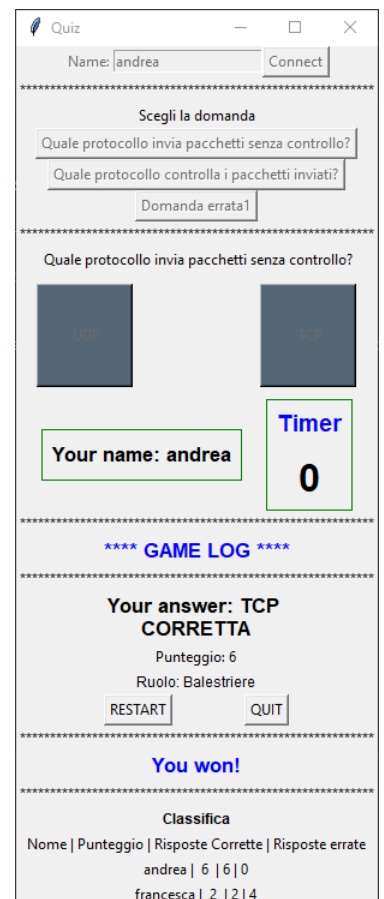 Quiz
Name: andrea Connect
***********************************************************
Scegli la domanda
Quale protocollo invia pacchetti senza controllo?
Quale protocollo controlla i pacchetti inviati?
Domanda errata1
***********************************************************
Quale protocollo invia pacchetti senza controllo?
UDP TCP
Your name: andrea
Timer
0
***********************************************************
**** GAME LOG ****
***********************************************************
Your answer: TCP
CORRETTA
Punteggio: 6
Ruolo: Balestriere
RESTART QUIT
***********************************************************
You won!
***********************************************************
Classifica
Nome | Punteggio | Risposte Corrette | Risposte errate
andrea | 6 | 6 | 0
francesca | 2 | 2 | 4